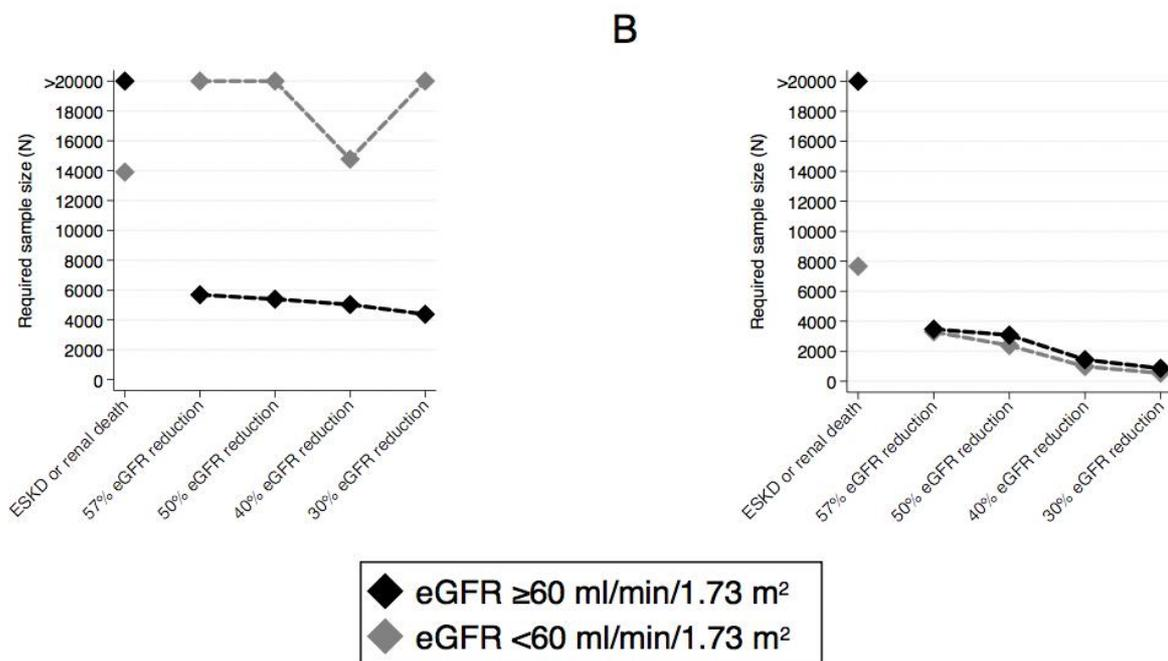 B
Required sample size (N)
>20000
18000
16000
14000
12000
10000
8000
6000
4000
2000
0
ESKD or renal death
57% eGFR reduction
50% eGFR reduction
40% eGFR reduction
30% eGFR reduction
Required sample size (N)
>20000
18000
16000
14000
12000
10000
8000
6000
4000
2000
0
ESKD or renal death
57% eGFR reduction
50% eGFR reduction
40% eGFR reduction
30% eGFR reduction
eGFR ≥60 ml/min/1.73 m²
eGFR <60 ml/min/1.73 m²